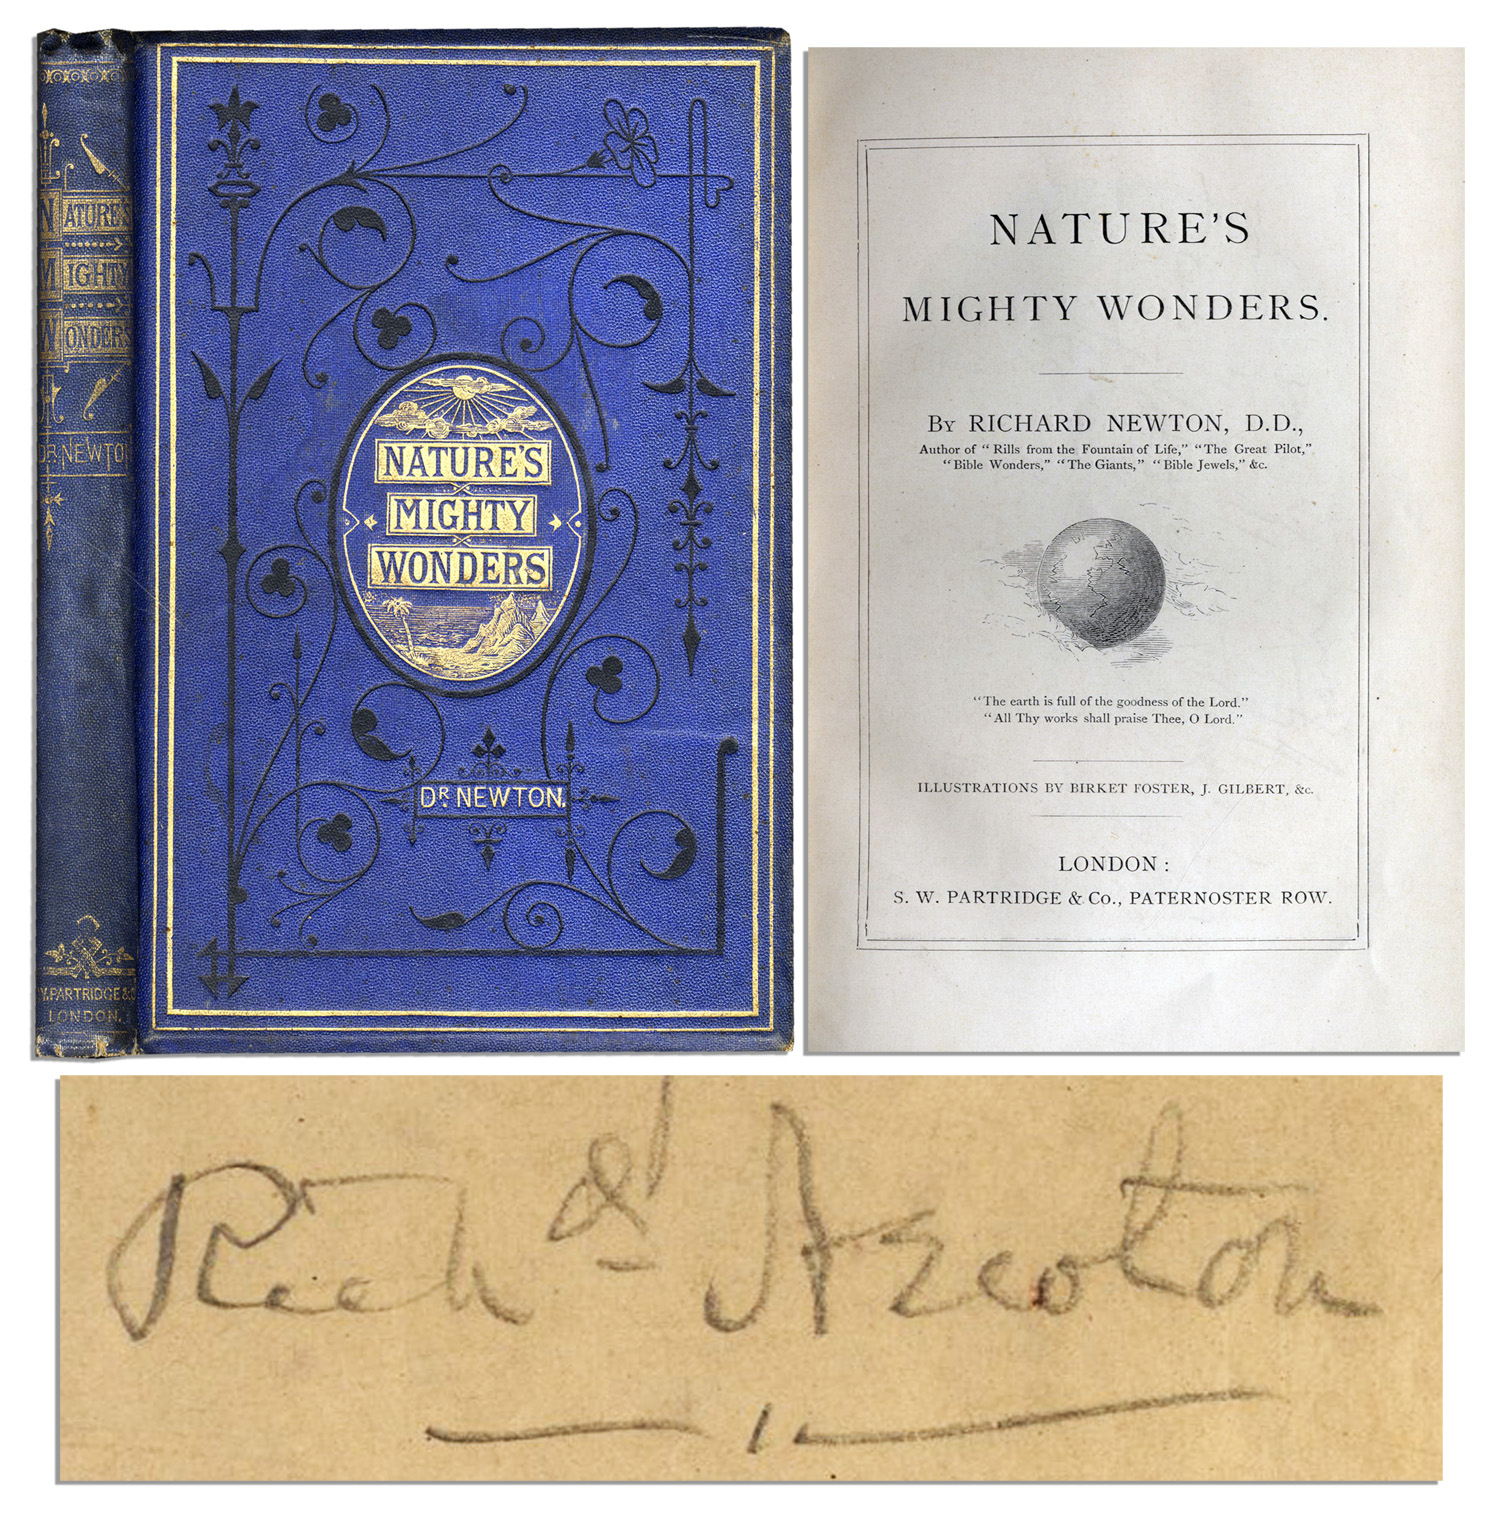 NATURE'S
MIGHTY
WONDERS
DR NEWTON
W. PARTRIDGE & C
LONDON.
NATURE'S
MIGHTY
WONDERS
DR. NEWTON.
NATURE'S
MIGHTY WONDERS.
BY RICHARD NEWTON, D.D.,
Author of "Rills from the Fountain of Life," "The Great Pilot,"
"Bible Wonders," "The Giants," "Bible Jewels," &c.
"The earth is full of the goodness of the Lord."
"All Thy works shall praise Thee, O Lord."
ILLUSTRATIONS BY BIRKET FOSTER, J. GILBERT, &c.
LONDON:
S. W. PARTRIDGE & Co., PATERNOSTER ROW.
Richd Newton